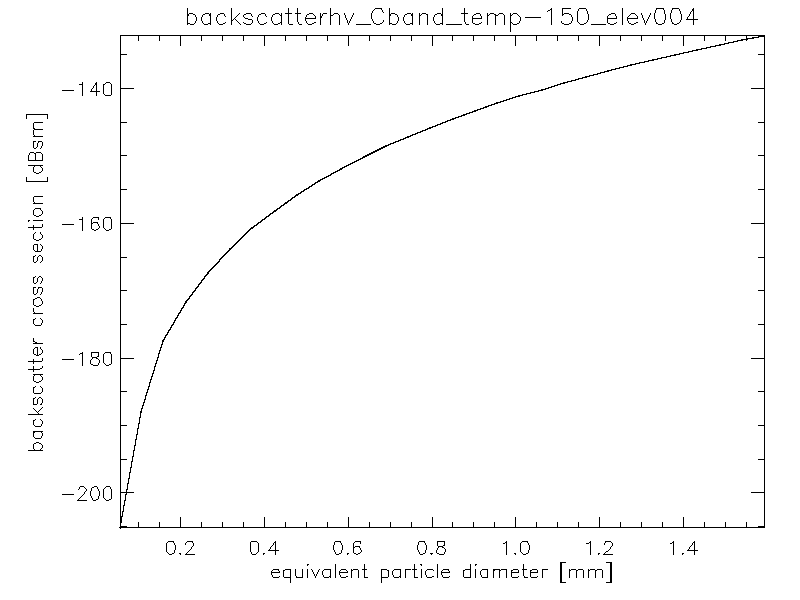 backscatterhv_Cband_temp-150_elev004
-140
-160
-180
-200
backscatter cross section [dBsm]
0.2 0.4 0.6 0.8 1.0 1.2 1.4
equivalent particle diameter [mm]